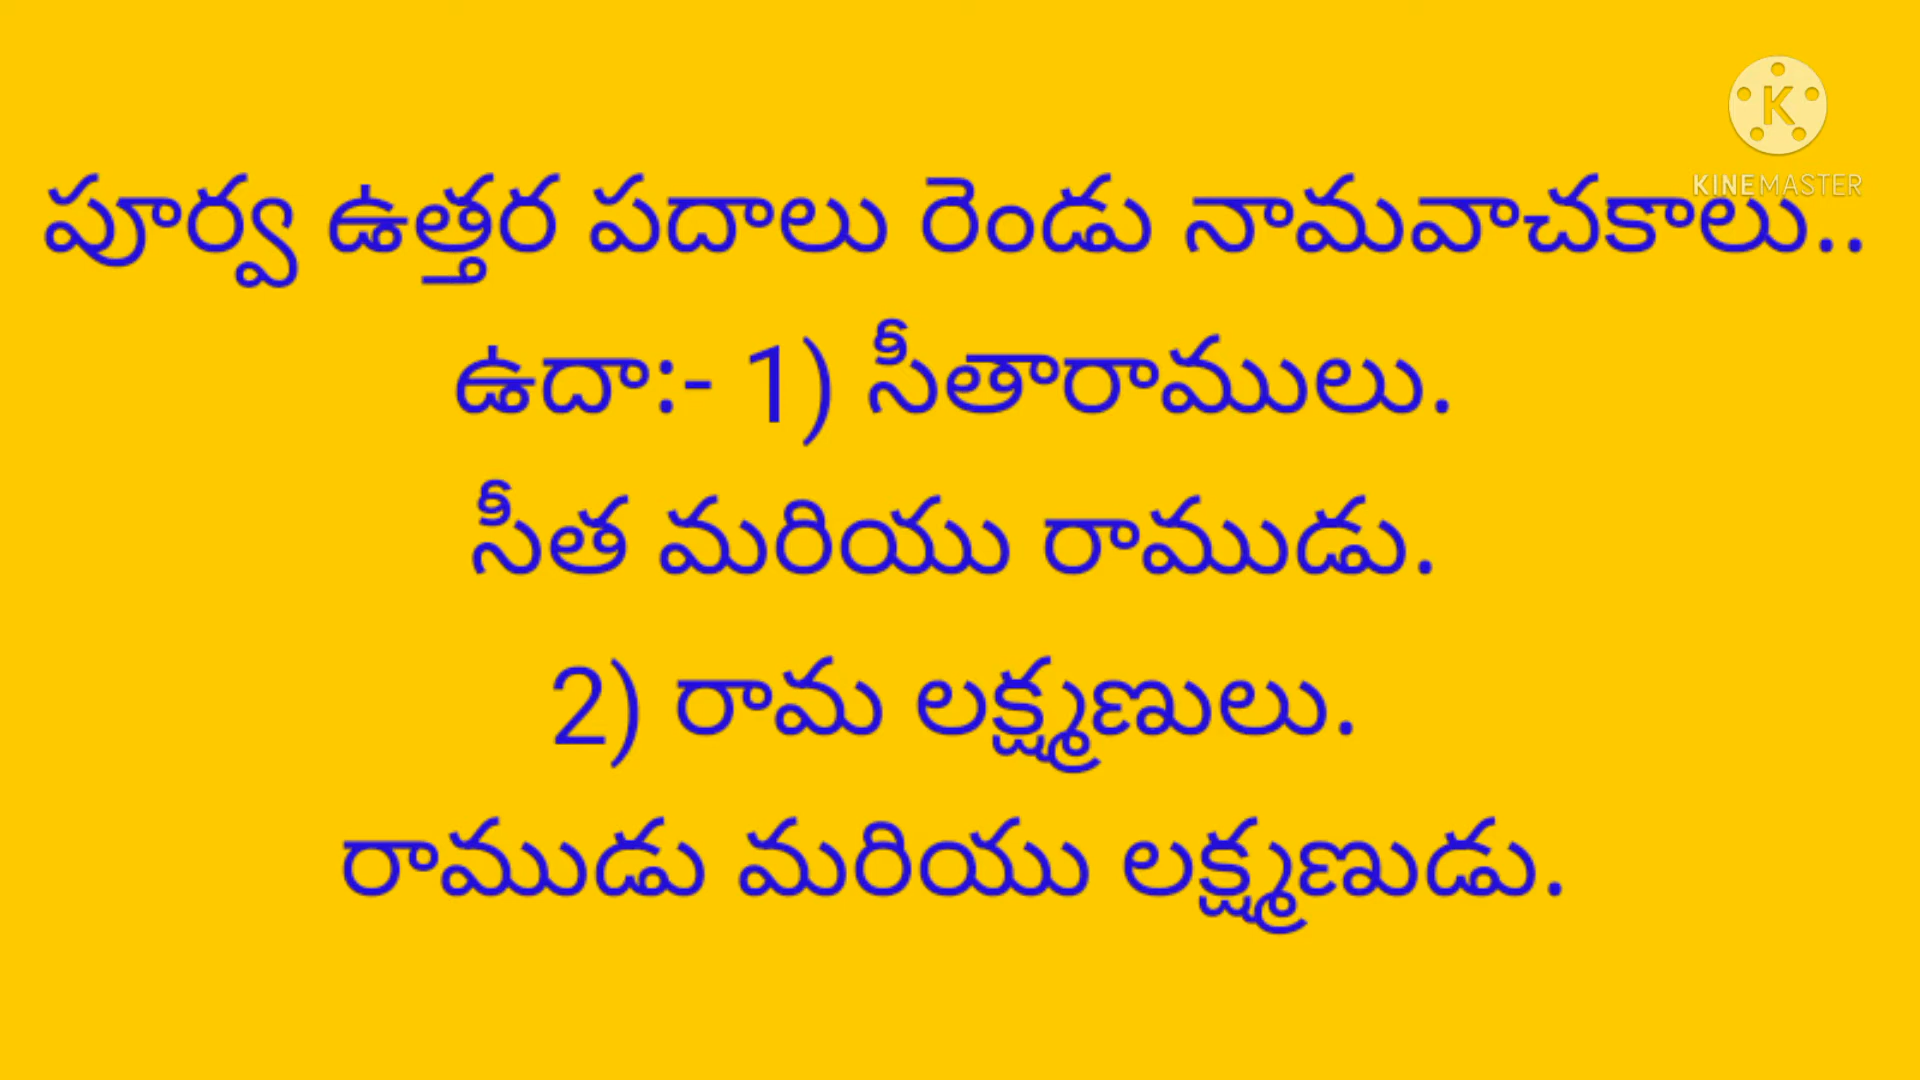 KINEMASTER
పూర్వ ఉత్తర పదాలు రెండు నామవాచకాలు..
ఉదా:- 1) సీతారాములు.
సీత మరియు రాముడు.
2) రామ లక్ష్మణులు.
రాముడు మరియు లక్ష్మణుడు.